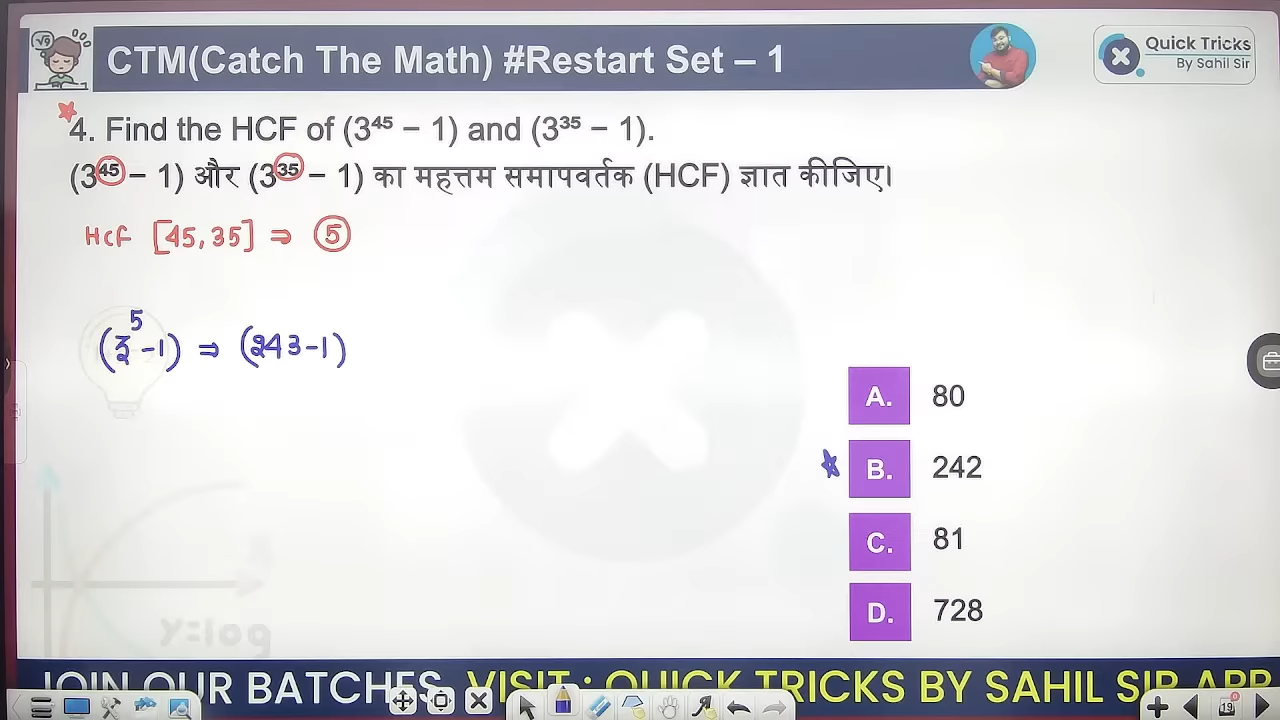 CTM(Catch The Math) #Restart Set – 1
Quick Tricks
By Sahil Sir
4. Find the HCF of (3⁴⁵ − 1) and (3³⁵ − 1).
(3⁴⁵ − 1) और (3³⁵ − 1) का महत्तम समापवर्तक (HCF) ज्ञात कीजिए।
Hcf [45,35] ⇒ 5
(3⁵-1) ⇒ (243-1)
A. 80
B. 242
C. 81
D. 728
y=log
JOIN OUR BATCHES VISIT : QUICK TRICKS BY SAHIL SIR APP